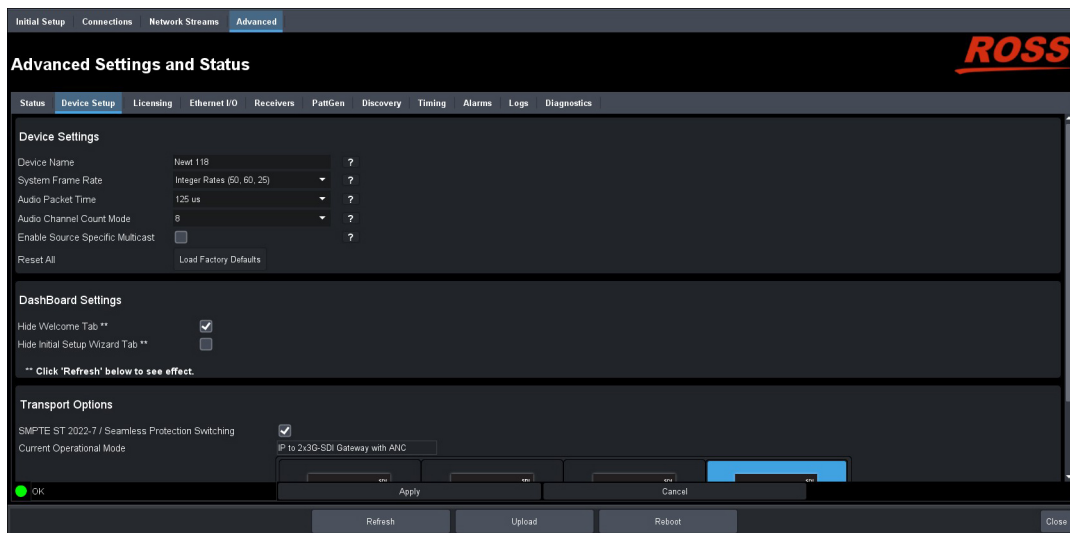 Initial Setup Connections Network Streams Advanced
ROSS
Advanced Settings and Status
Status Device Setup Licensing Ethernet I/O Receivers PattGen Discovery Timing Alarms Logs Diagnostics
Device Settings
Device Name Newt 118 ?
System Frame Rate Integer Rates (50, 60, 25) ?
Audio Packet Time 125 us ?
Audio Channel Count Mode 8 ?
Enable Source Specific Multicast ?
Reset All Load Factory Defaults
DashBoard Settings
Hide Welcome Tab **
Hide Initial Setup Wizard Tab **
** Click 'Refresh' below to see effect.
Transport Options
SMPTE ST 2022-7 / Seamless Protection Switching
Current Operational Mode IP to 2x3G-SDI Gateway with ANC
OK Apply Cancel
Refresh Upload Reboot Close